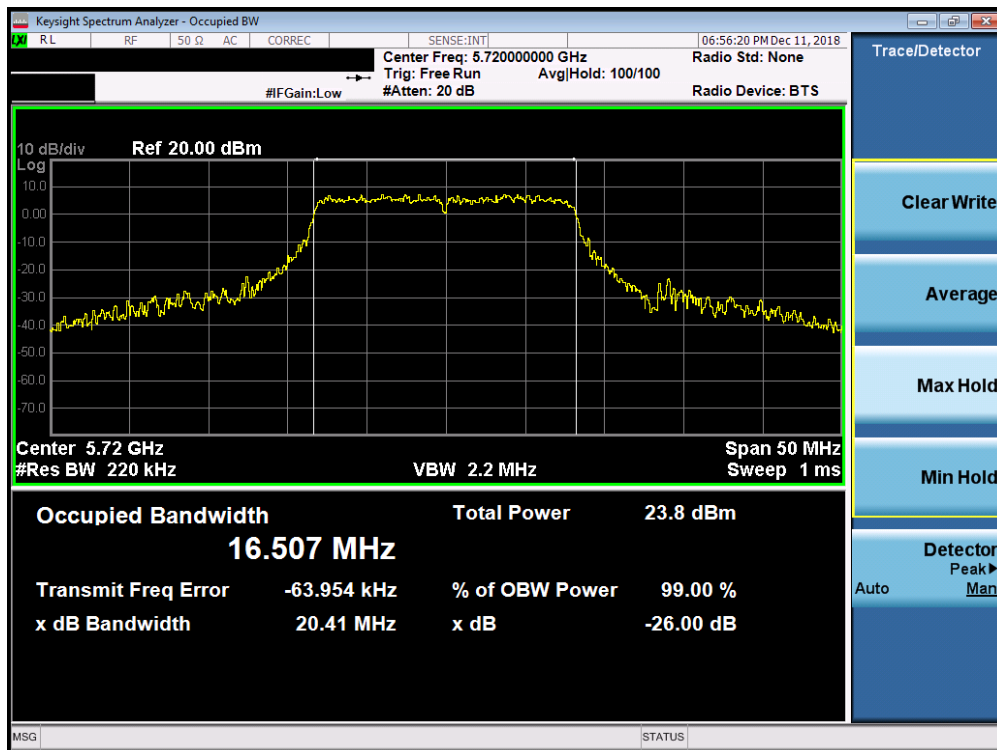 Keysight Spectrum Analyzer - Occupied BW
LXI RL RF 50 Ω AC CORREC SENSE:INT 06:56:20 PM Dec 11, 2018
Center Freq: 5.720000000 GHz Radio Std: None
Trig: Free Run Avg|Hold: 100/100
#IFGain:Low #Atten: 20 dB Radio Device: BTS
10 dB/div Ref 20.00 dBm
Log
10.0
0.00
-10.0
-20.0
-30.0
-40.0
-50.0
-60.0
-70.0
Center 5.72 GHz Span 50 MHz
#Res BW 220 kHz VBW 2.2 MHz Sweep 1 ms
Occupied Bandwidth Total Power 23.8 dBm
16.507 MHz
Transmit Freq Error -63.954 kHz % of OBW Power 99.00 %
x dB Bandwidth 20.41 MHz x dB -26.00 dB
MSG STATUS
Trace/Detector
Clear Write
Average
Max Hold
Min Hold
Detector
Peak▶
Auto Man